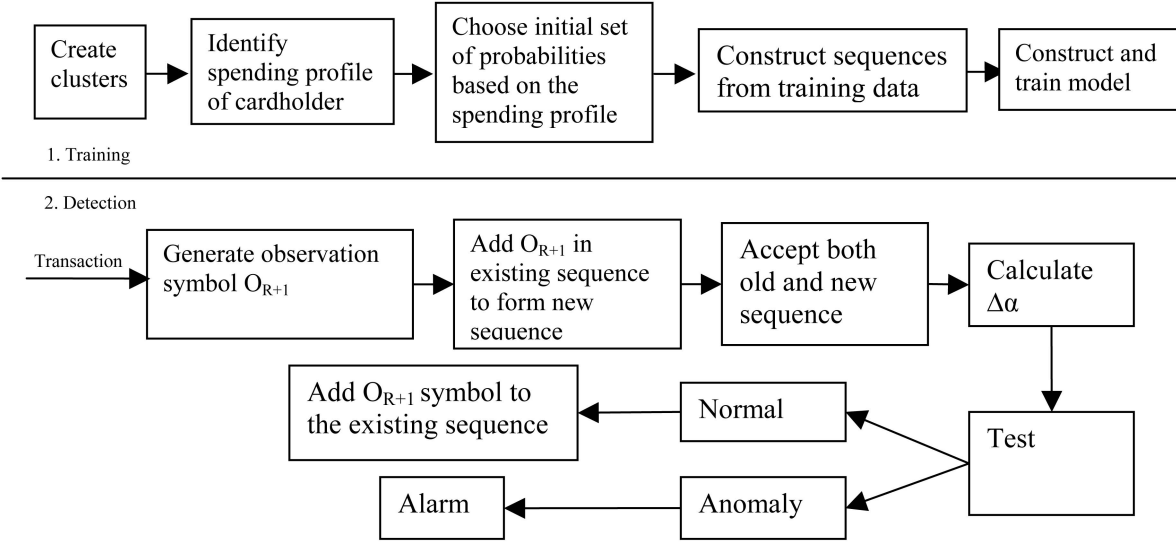 Create
clusters
Identify
spending profile
of cardholder
Choose initial set
of probabilities
based on the
spending profile
Construct sequences
from training data
Construct and
train model
1. Training
2. Detection
Transaction
Generate observation
symbol O_{R+1}
Add O_{R+1} in
existing sequence
to form new
sequence
Accept both
old and new
sequence
Calculate
Δα
Test
Normal
Add O_{R+1} symbol to
the existing sequence
Anomaly
Alarm